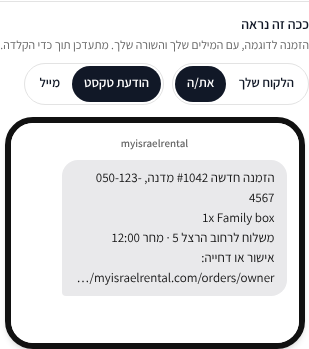 ככה זה נראה
הזמנה לדוגמה, עם המילים שלך והשורה שלך. מתעדכן תוך כדי הקלדה.
הלקוח שלך
את/ה
הודעת טקסט
מייל
myisraelrental
הזמנה חדשה #1042 מדנה, 050-123-
4567
1x Family box
משלוח לרחוב הרצל 5 · מחר 12:00
אישור או דחייה:
myisraelrental.com/orders/owner/…